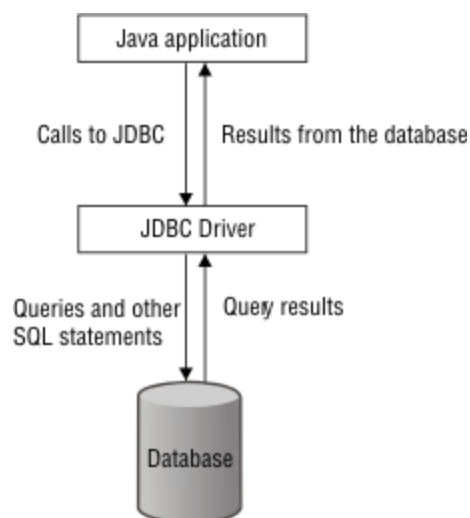 Java application
Calls to JDBC
Results from the database
JDBC Driver
Queries and other
SQL statements
Query results
Database